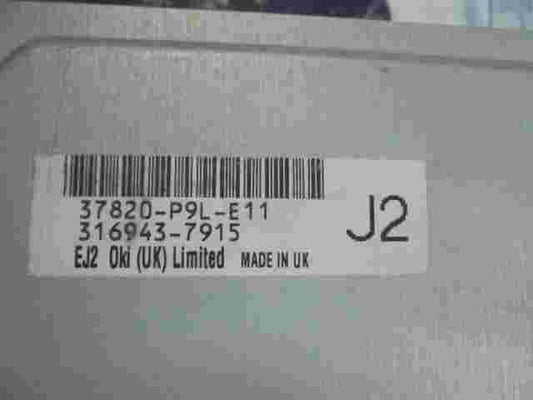 37820-P9L-E11
316943-7915
J2
EJ2 Oki (UK) Limited MADE IN UK